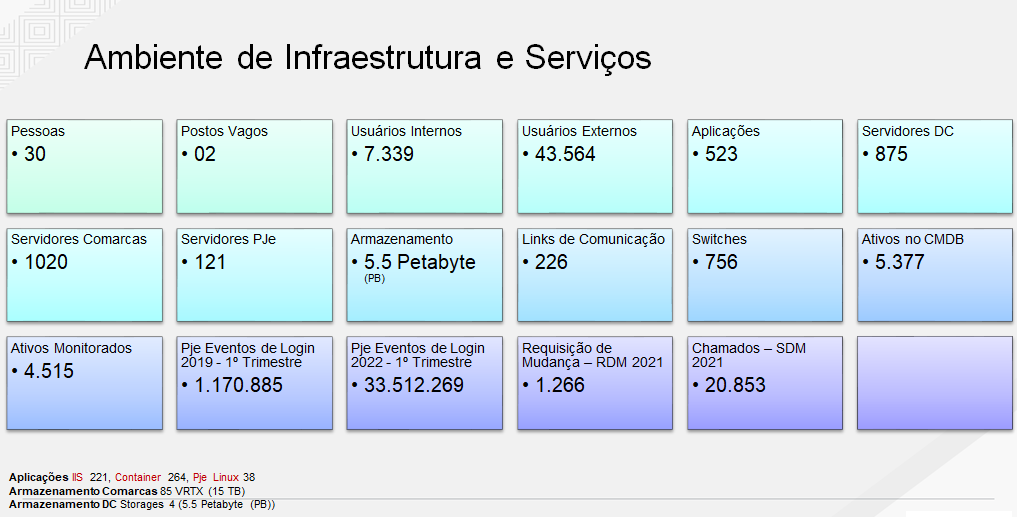 Ambiente de Infraestrutura e Serviços
Pessoas
• 30
Postos Vagos
• 02
Usuários Internos
• 7.339
Usuários Externos
• 43.564
Aplicações
• 523
Servidores DC
• 875
Servidores Comarcas
• 1020
Servidores PJe
• 121
Armazenamento
• 5.5 Petabyte
(PB)
Links de Comunicação
• 226
Switches
• 756
Ativos no CMDB
• 5.377
Ativos Monitorados
• 4.515
Pje Eventos de Login
2019 - 1º Trimestre
• 1.170.885
Pje Eventos de Login
2022 - 1º Trimestre
• 33.512.269
Requisição de
Mudança – RDM 2021
• 1.266
Chamados – SDM
2021
• 20.853
Aplicações IIS 221, Container 264, Pje Linux 38
Armazenamento Comarcas 85 VRTX (15 TB)
Armazenamento DC Storages 4 (5.5 Petabyte (PB))